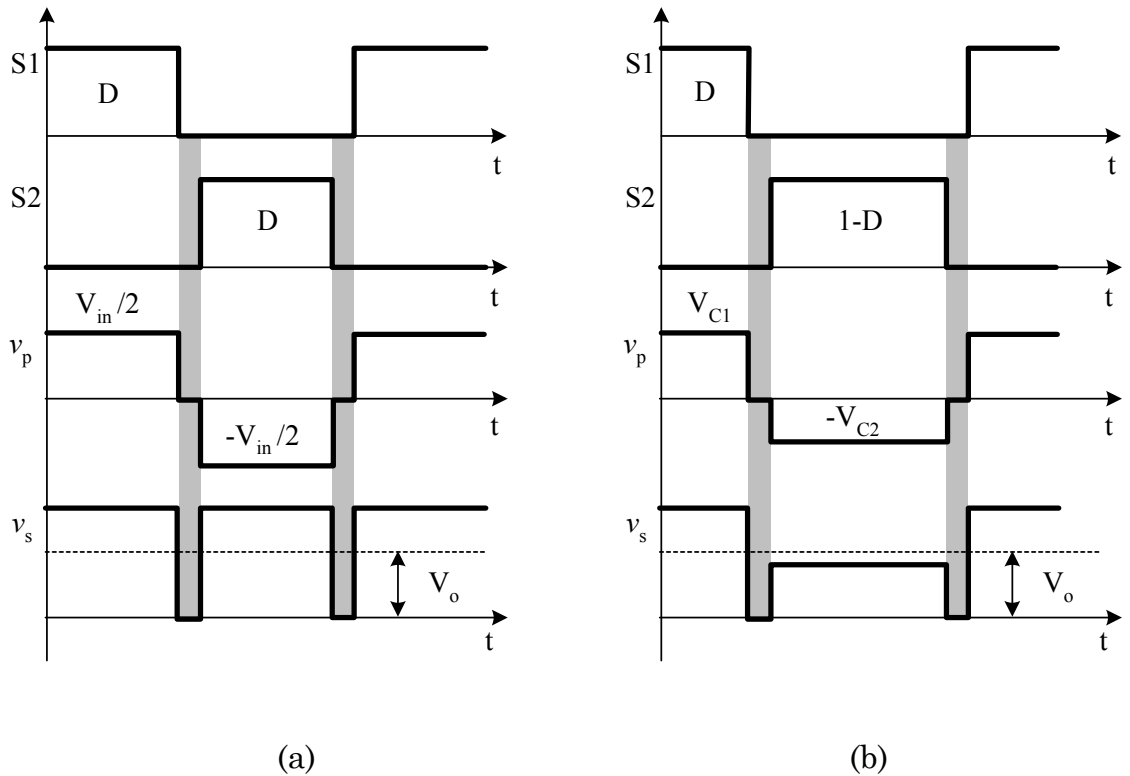 S1
D
t
S2
D
t
V_in /2
v_p
-V_in /2
t
v_s
V_o
t
(a)
S1
D
t
S2
1-D
t
V_C1
v_p
-V_C2
t
v_s
V_o
t
(b)